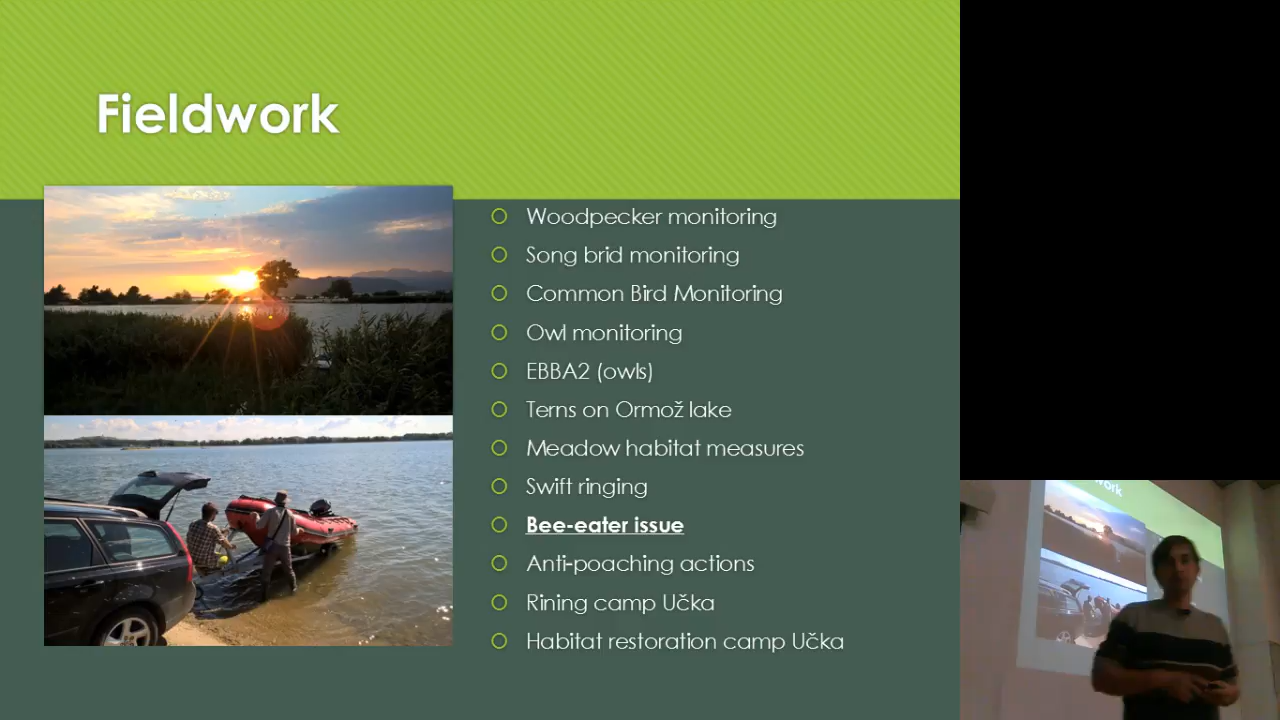 Fieldwork
Woodpecker monitoring
Song brid monitoring
Common Bird Monitoring
Owl monitoring
EBBA2 (owls)
Terns on Ormož lake
Meadow habitat measures
Swift ringing
Bee-eater issue
Anti-poaching actions
Rining camp Učka
Habitat restoration camp Učka